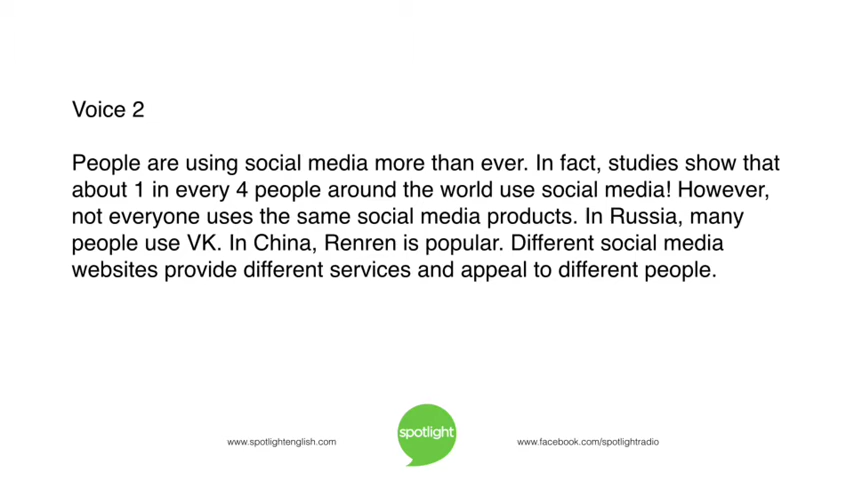 Voice 2
People are using social media more than ever. In fact, studies show that
about 1 in every 4 people around the world use social media! However,
not everyone uses the same social media products. In Russia, many
people use VK. In China, Renren is popular. Different social media
websites provide different services and appeal to different people.
spotlight
www.spotlightenglish.com
www.facebook.com/spotlightradio